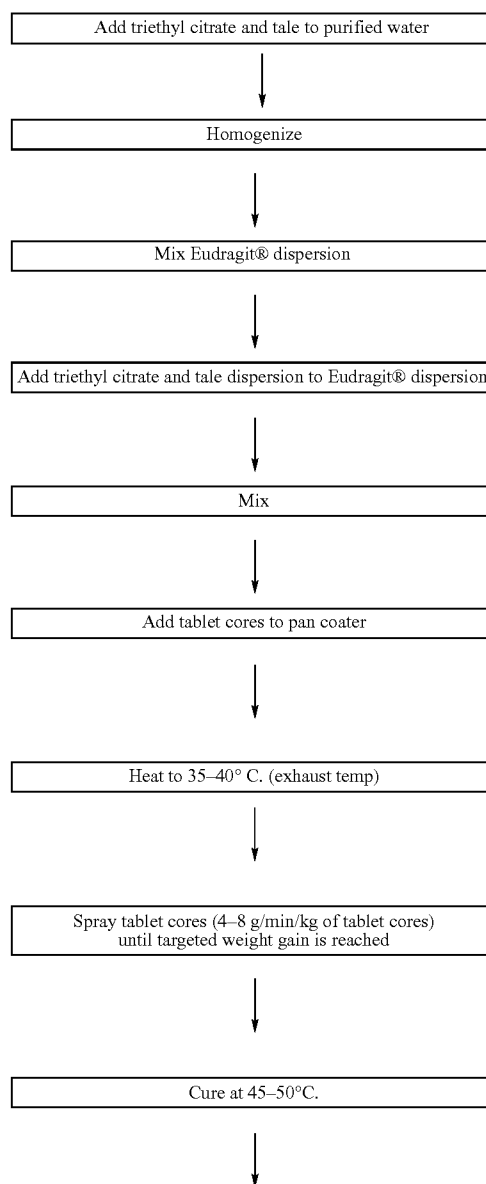 Add triethyl citrate and tale to purified water
Homogenize
Mix Eudragit® dispersion
Add triethyl citrate and tale dispersion to Eudragit® dispersion
Mix
Add tablet cores to pan coater
Heat to 35–40° C. (exhaust temp)
Spray tablet cores (4–8 g/min/kg of tablet cores)
until targeted weight gain is reached
Cure at 45–50°C.